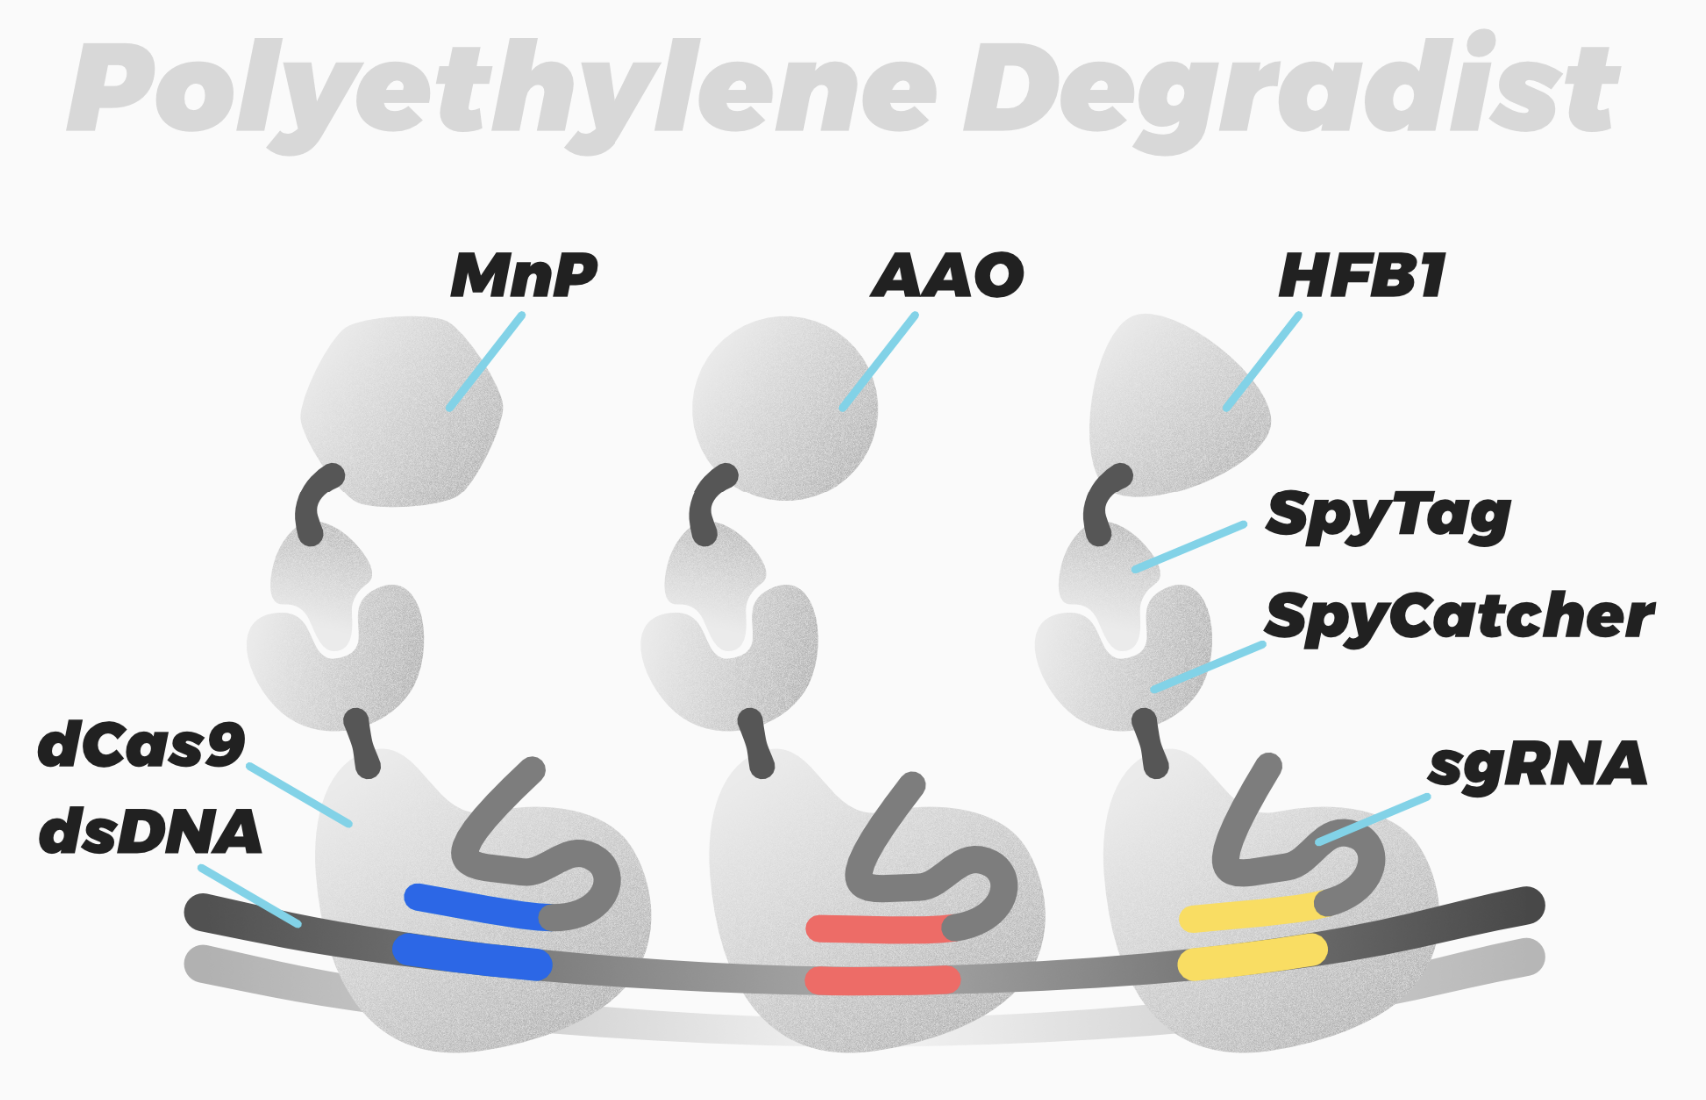 Polyethylene Degradist
MnP
AAO
HFB1
SpyTag
SpyCatcher
dCas9
sgRNA
dsDNA